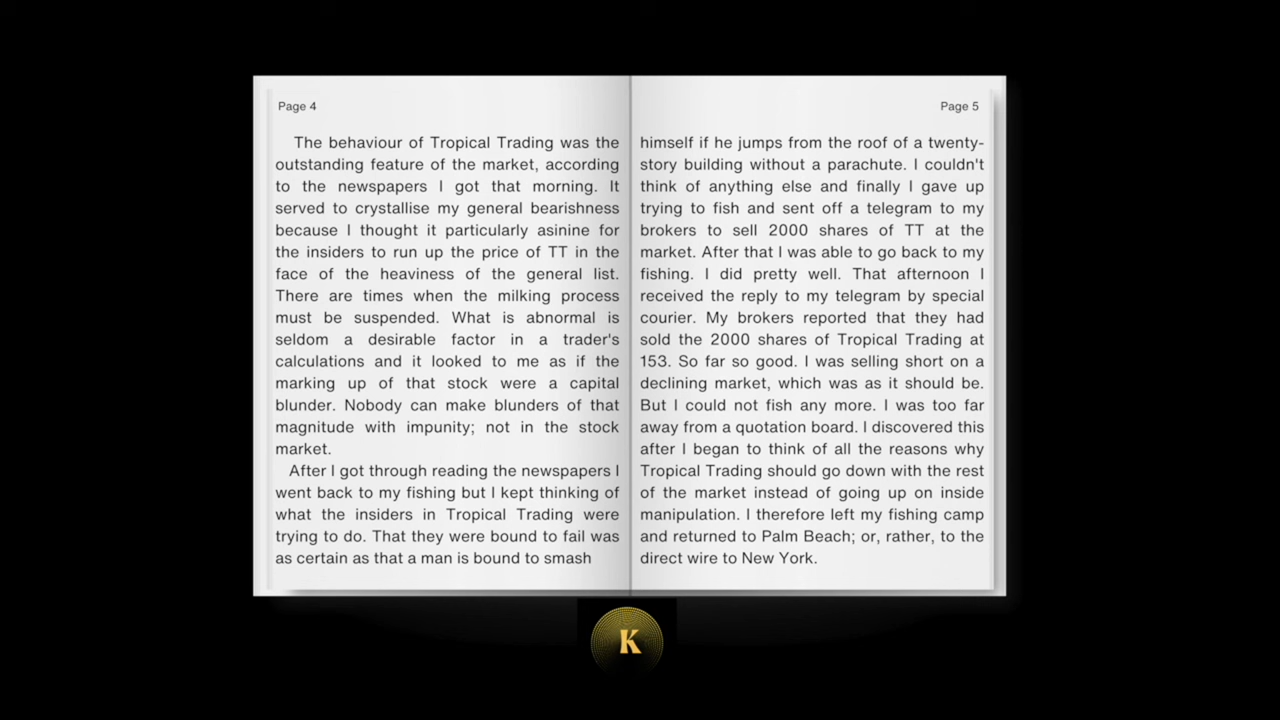 Page 4
The behaviour of Tropical Trading was the
outstanding feature of the market, according
to the newspapers I got that morning. It
served to crystallise my general bearishness
because I thought it particularly asinine for
the insiders to run up the price of TT in the
face of the heaviness of the general list.
There are times when the milking process
must be suspended. What is abnormal is
seldom a desirable factor in a trader's
calculations and it looked to me as if the
marking up of that stock were a capital
blunder. Nobody can make blunders of that
magnitude with impunity; not in the stock
market.
After I got through reading the newspapers I
went back to my fishing but I kept thinking of
what the insiders in Tropical Trading were
trying to do. That they were bound to fail was
as certain as that a man is bound to smash
Page 5
himself if he jumps from the roof of a twenty-
story building without a parachute. I couldn't
think of anything else and finally I gave up
trying to fish and sent off a telegram to my
brokers to sell 2000 shares of TT at the
market. After that I was able to go back to my
fishing. I did pretty well. That afternoon I
received the reply to my telegram by special
courier. My brokers reported that they had
sold the 2000 shares of Tropical Trading at
153. So far so good. I was selling short on a
declining market, which was as it should be.
But I could not fish any more. I was too far
away from a quotation board. I discovered this
after I began to think of all the reasons why
Tropical Trading should go down with the rest
of the market instead of going up on inside
manipulation. I therefore left my fishing camp
and returned to Palm Beach; or, rather, to the
direct wire to New York.
K